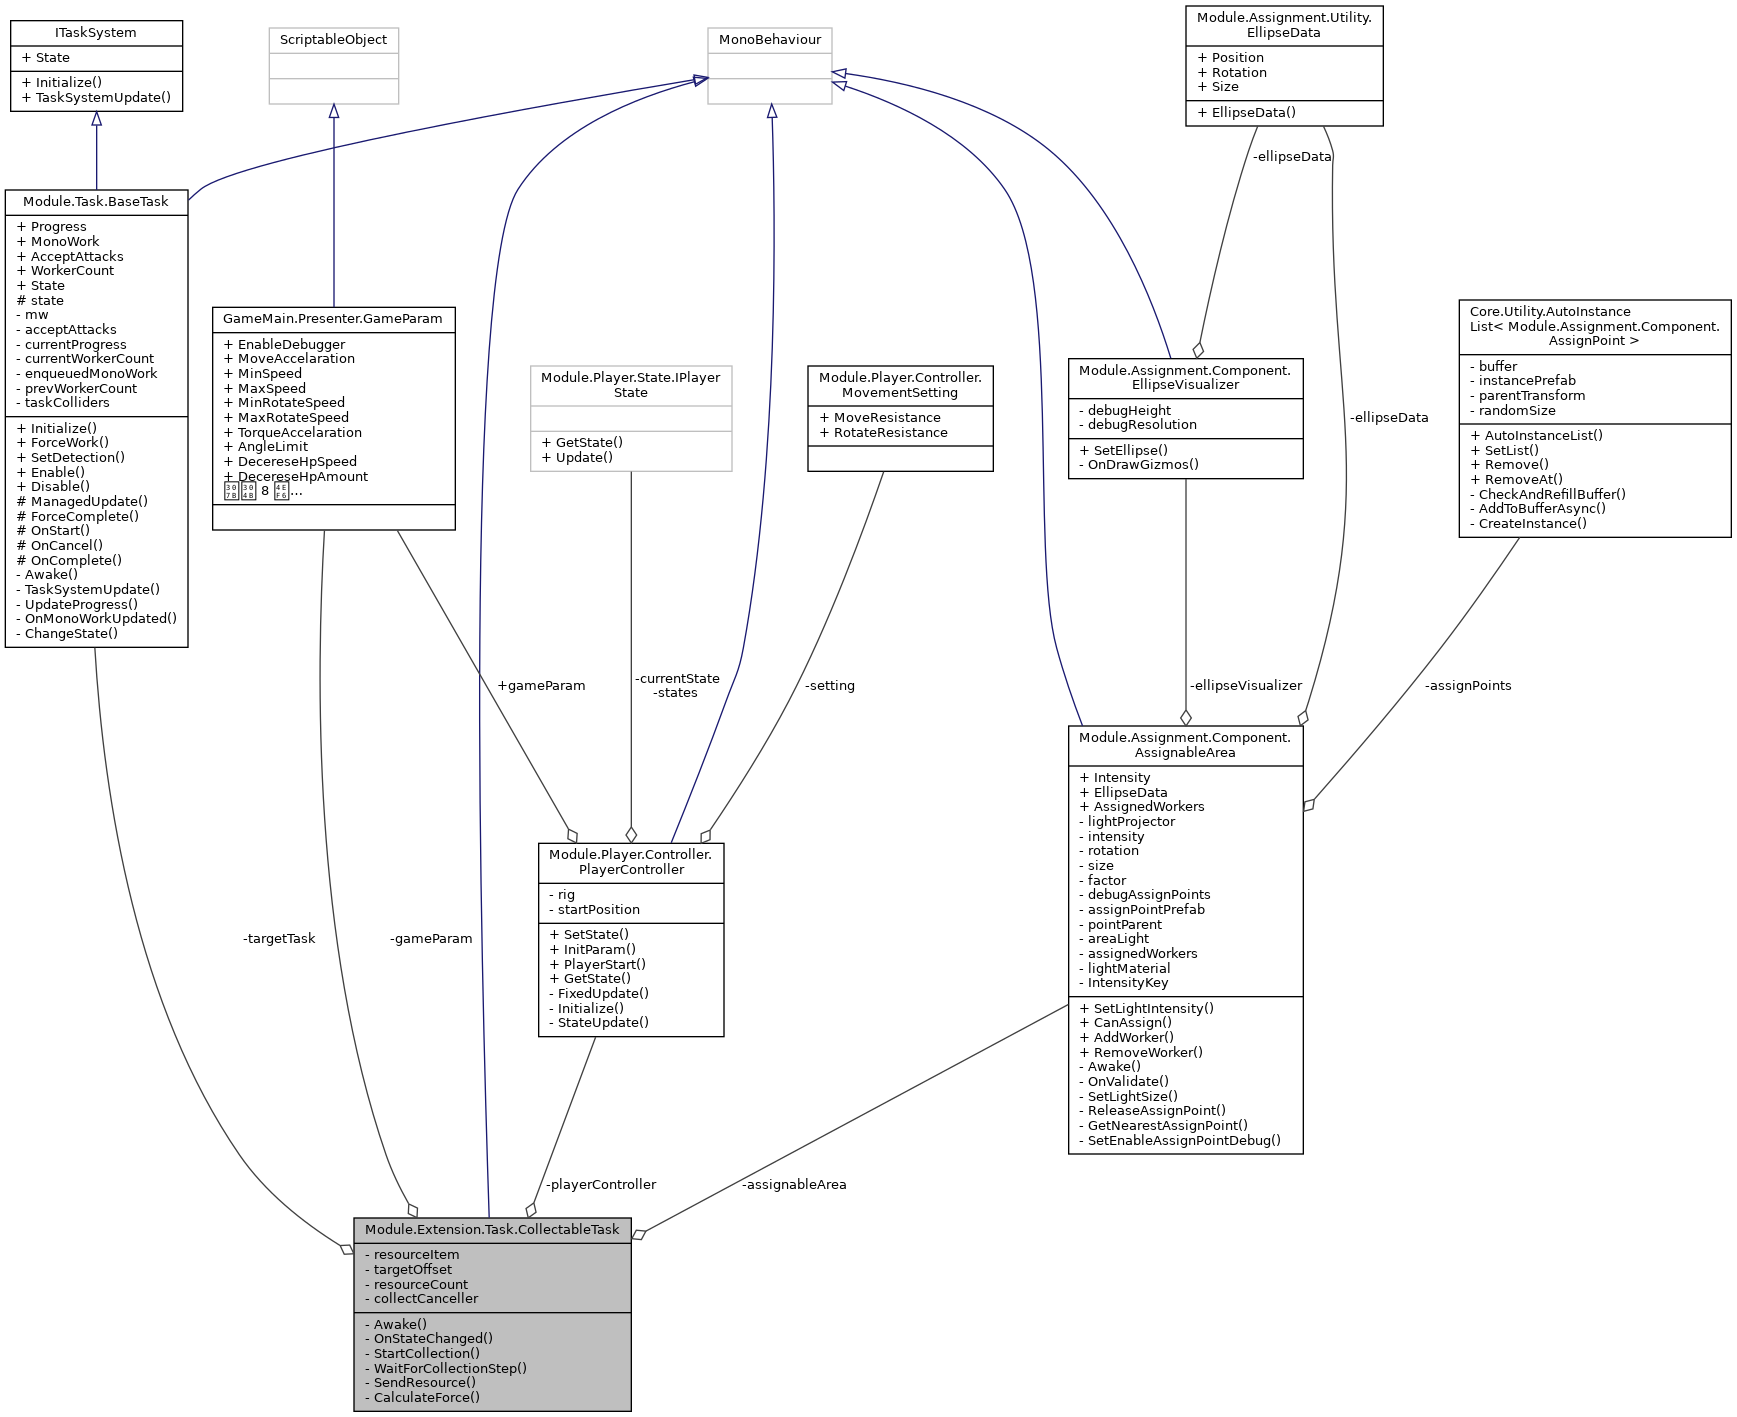 ITaskSystem
+ State
+ Initialize()
+ TaskSystemUpdate()
ScriptableObject
MonoBehaviour
Module.Assignment.Utility.
EllipseData
+ Position
+ Rotation
+ Size
+ EllipseData()
-ellipseData
-ellipseData
Module.Task.BaseTask
+ Progress
+ MonoWork
+ AcceptAttacks
+ WorkerCount
+ State
# state
- mw
- acceptAttacks
- currentProgress
- currentWorkerCount
- enqueuedMonoWork
- prevWorkerCount
- taskColliders
+ Initialize()
+ ForceWork()
+ SetDetection()
+ Enable()
+ Disable()
# ManagedUpdate()
# ForceComplete()
# OnStart()
# OnCancel()
# OnComplete()
- Awake()
- TaskSystemUpdate()
- UpdateProgress()
- OnMonoWorkUpdated()
- ChangeState()
GameMain.Presenter.GameParam
+ EnableDebugger
+ MoveAccelaration
+ MinSpeed
+ MaxSpeed
+ MinRotateSpeed
+ MaxRotateSpeed
+ TorqueAccelaration
+ AngleLimit
+ DecereseHpSpeed
+ DecereseHpAmount
8 ...
Module.Player.State.IPlayer
State
+ GetState()
+ Update()
Module.Player.Controller.
MovementSetting
+ MoveResistance
+ RotateResistance
Module.Assignment.Component.
EllipseVisualizer
- debugHeight
- debugResolution
+ SetEllipse()
- OnDrawGizmos()
Core.Utility.AutoInstance
List< Module.Assignment.Component.
AssignPoint >
- buffer
- instancePrefab
- parentTransform
- randomSize
+ AutoInstanceList()
+ SetList()
+ Remove()
+ RemoveAt()
- CheckAndRefillBuffer()
- AddToBufferAsync()
- CreateInstance()
+gameParam
-currentState
-states
-setting
-ellipseVisualizer
-assignPoints
Module.Assignment.Component.
AssignableArea
+ Intensity
+ EllipseData
+ AssignedWorkers
- lightProjector
- intensity
- rotation
- size
- factor
- debugAssignPoints
- assignPointPrefab
- pointParent
- areaLight
- assignedWorkers
- lightMaterial
- IntensityKey
+ SetLightIntensity()
+ CanAssign()
+ AddWorker()
+ RemoveWorker()
- Awake()
- OnValidate()
- SetLightSize()
- ReleaseAssignPoint()
- GetNearestAssignPoint()
- SetEnableAssignPointDebug()
Module.Player.Controller.
PlayerController
- rig
- startPosition
+ SetState()
+ InitParam()
+ PlayerStart()
+ GetState()
- FixedUpdate()
- Initialize()
- StateUpdate()
-targetTask
-gameParam
-playerController
-assignableArea
Module.Extension.Task.CollectableTask
- resourceItem
- targetOffset
- resourceCount
- collectCanceller
- Awake()
- OnStateChanged()
- StartCollection()
- WaitForCollectionStep()
- SendResource()
- CalculateForce()